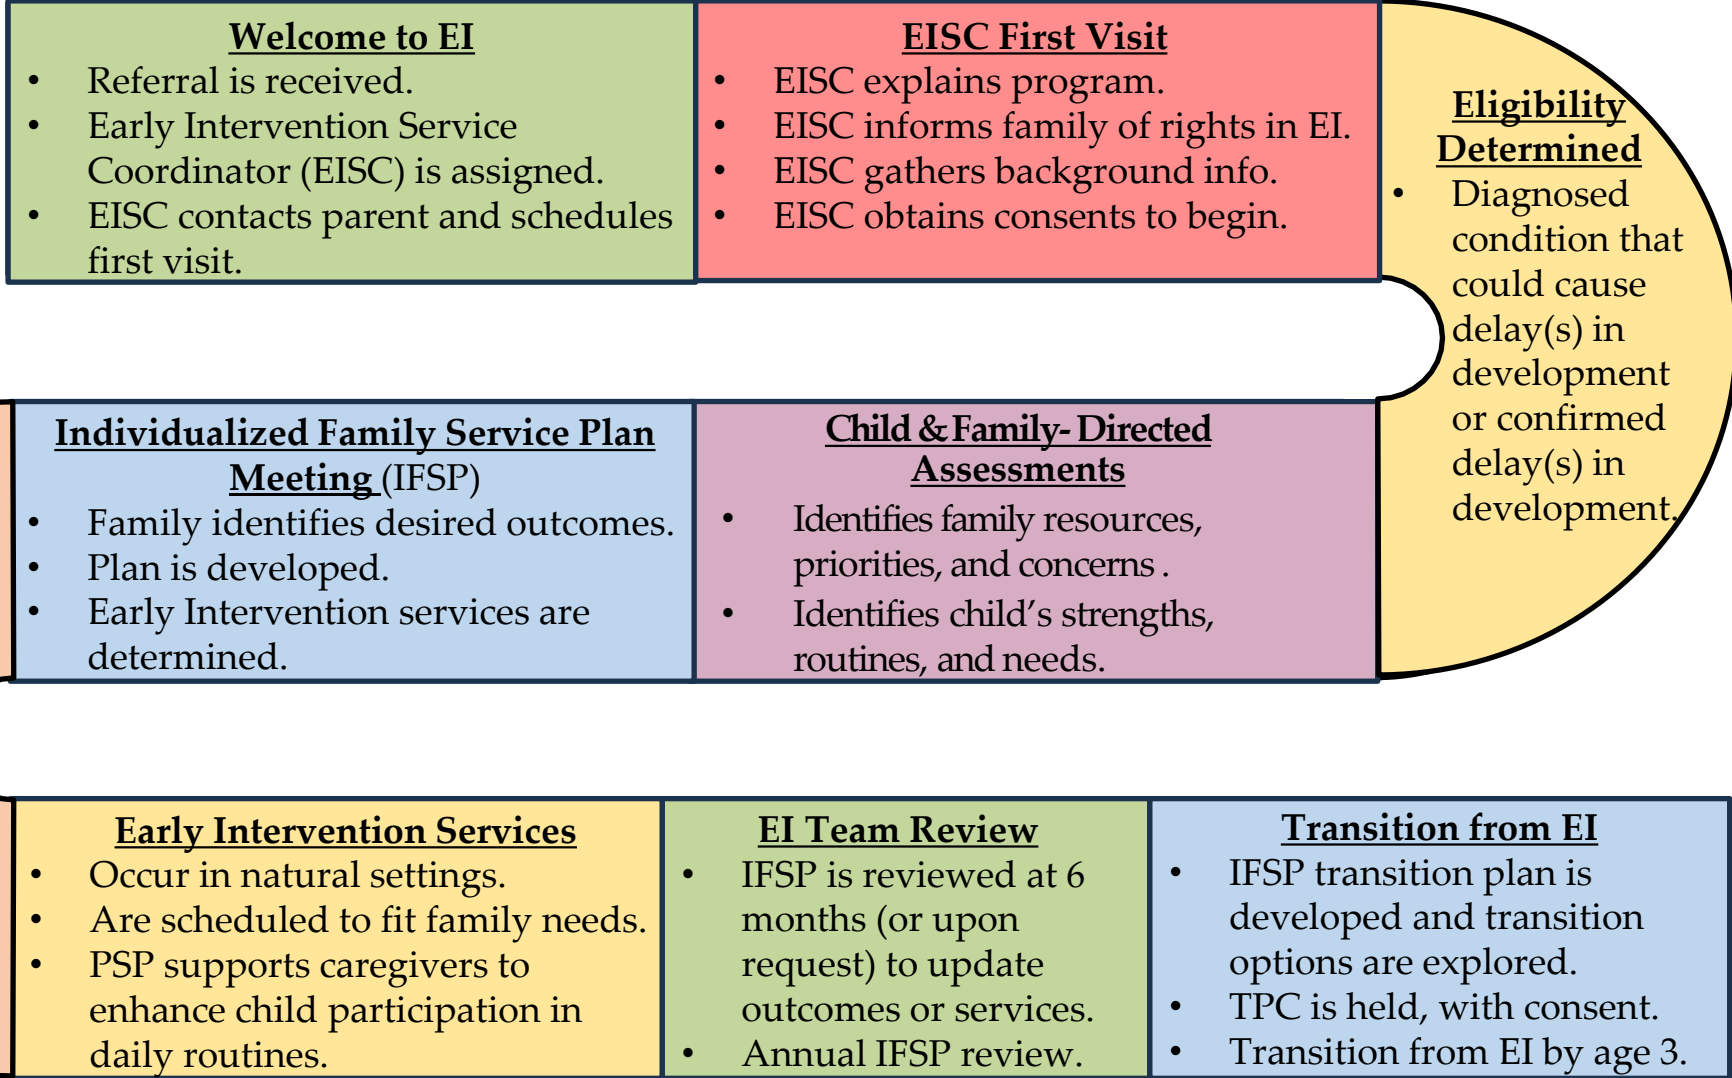 Welcome to EI
• Referral is received.
• Early Intervention Service
Coordinator (EISC) is assigned.
• EISC contacts parent and schedules
first visit.
EISC First Visit
• EISC explains program.
• EISC informs family of rights in EI.
• EISC gathers background info.
• EISC obtains consents to begin.
Eligibility
Determined
• Diagnosed
condition that
could cause
delay(s) in
development
or confirmed
delay(s) in
development.
Child & Family- Directed
Assessments
• Identifies family resources,
priorities, and concerns .
• Identifies child’s strengths,
routines, and needs.
Individualized Family Service Plan
Meeting (IFSP)
• Family identifies desired outcomes.
• Plan is developed.
• Early Intervention services are
determined.
Early Intervention Services
• Occur in natural settings.
• Are scheduled to fit family needs.
• PSP supports caregivers to
enhance child participation in
daily routines.
EI Team Review
• IFSP is reviewed at 6
months (or upon
request) to update
outcomes or services.
• Annual IFSP review.
Transition from EI
• IFSP transition plan is
developed and transition
options are explored.
• TPC is held, with consent.
• Transition from EI by age 3.